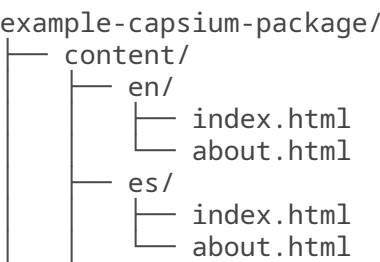 example-capsium-package/
├── content/
│   ├── en/
│   │   ├── index.html
│   │   └── about.html
│   ├── es/
│   │   ├── index.html
│   │   └── about.html